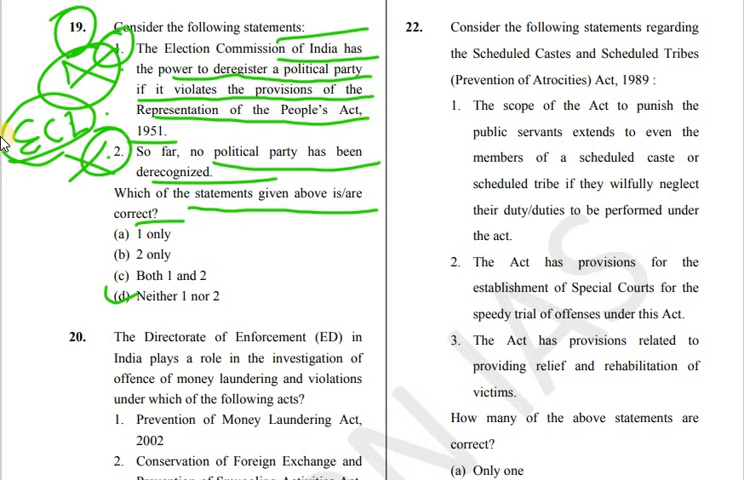 19. Consider the following statements:
1. The Election Commission of India has
the power to deregister a political party
if it violates the provisions of the
Representation of the People's Act,
1951.
2. So far, no political party has been
derecognized.
Which of the statements given above is/are
correct?
(a) 1 only
(b) 2 only
(c) Both 1 and 2
(d) Neither 1 nor 2
ECI
20. The Directorate of Enforcement (ED) in
India plays a role in the investigation of
offence of money laundering and violations
under which of the following acts?
1. Prevention of Money Laundering Act,
2002
2. Conservation of Foreign Exchange and
Prevention of Smuggling Activities Act
22. Consider the following statements regarding
the Scheduled Castes and Scheduled Tribes
(Prevention of Atrocities) Act, 1989 :
1. The scope of the Act to punish the
public servants extends to even the
members of a scheduled caste or
scheduled tribe if they wilfully neglect
their duty/duties to be performed under
the act.
2. The Act has provisions for the
establishment of Special Courts for the
speedy trial of offenses under this Act.
3. The Act has provisions related to
providing relief and rehabilitation of
victims.
How many of the above statements are
correct?
(a) Only one
N IAS